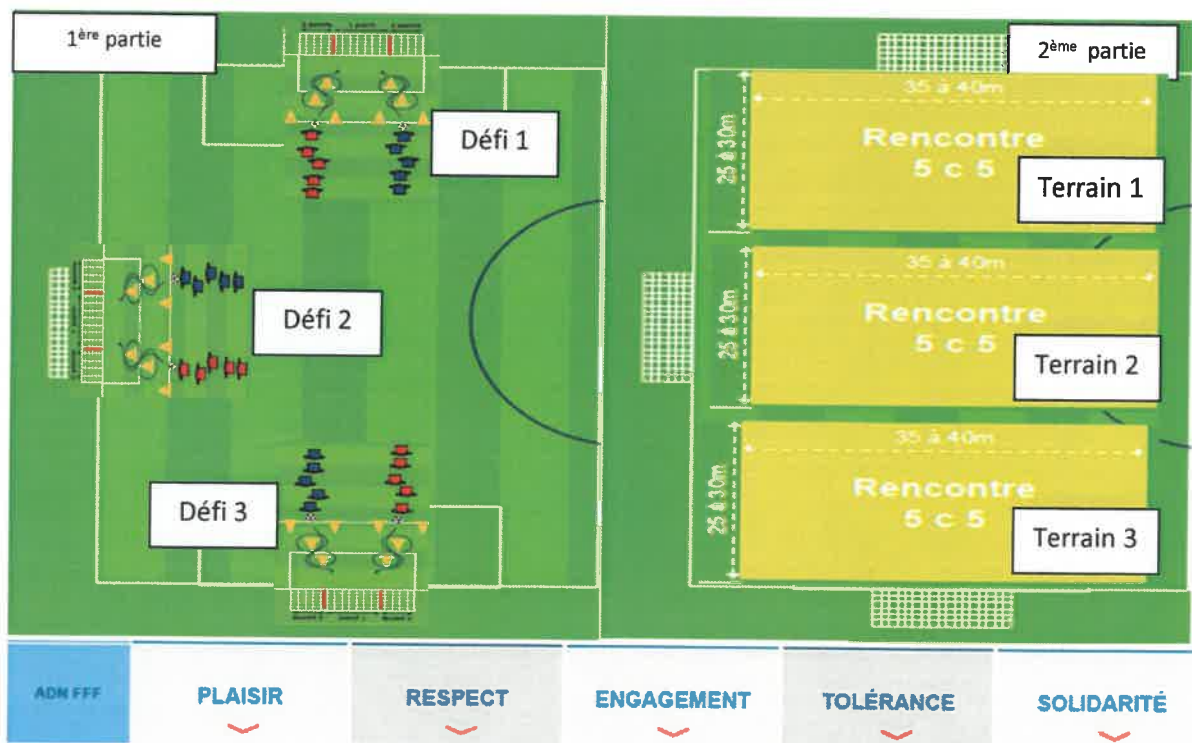 1ère partie
Défi 1
Défi 2
Défi 3
2ème partie
35 à 40m
25 à 30m
Rencontre
5 c 5
Terrain 1
35 à 40m
25 à 30m
Rencontre
5 c 5
Terrain 2
35 à 40m
25 à 30m
Rencontre
5 c 5
Terrain 3
ADN FFF
PLAISIR
RESPECT
ENGAGEMENT
TOLÉRANCE
SOLIDARITÉ